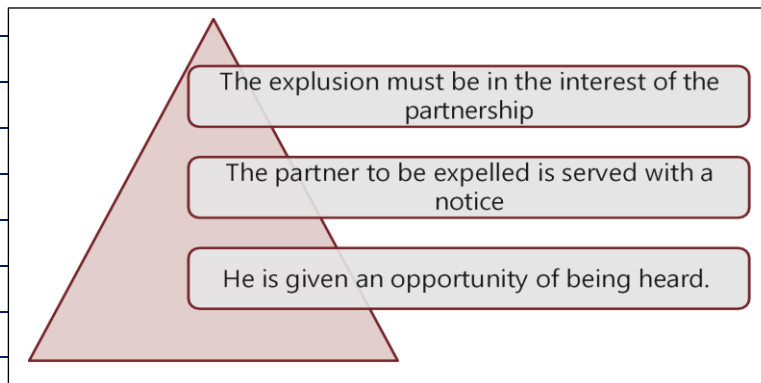 The explusion must be in the interest of the
partnership
The partner to be expelled is served with a
notice
He is given an opportunity of being heard.